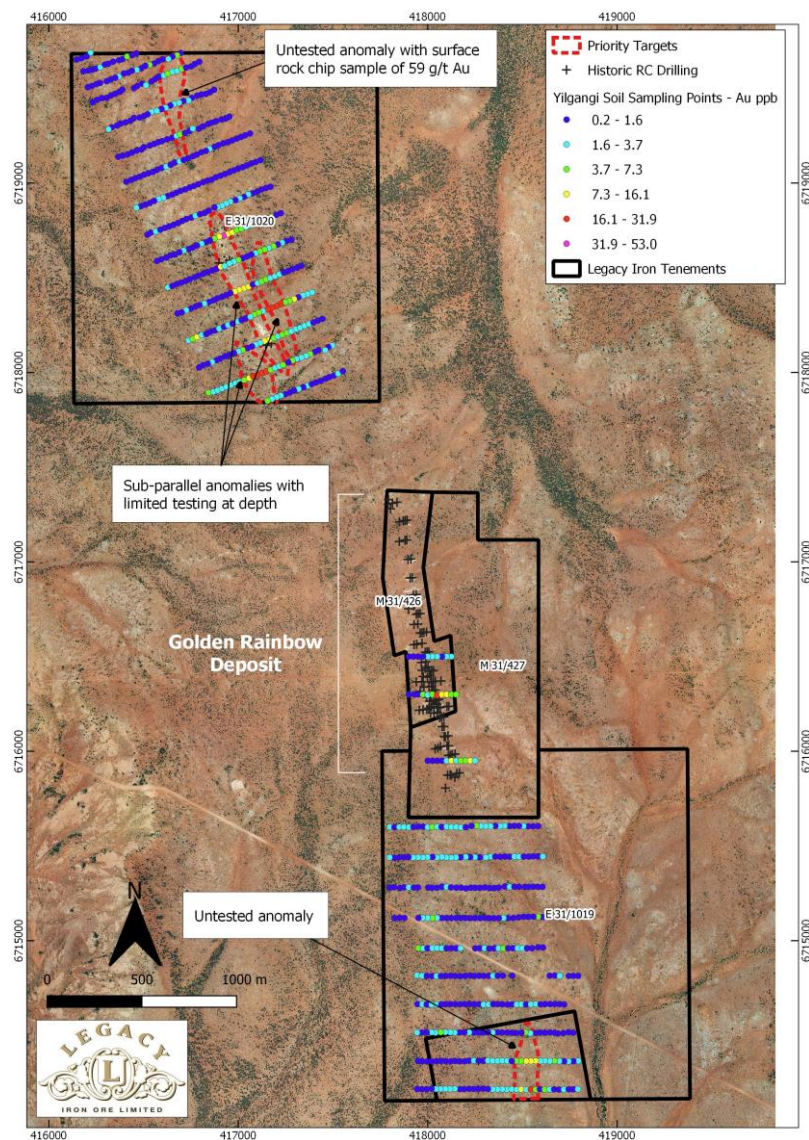 416000 417000 418000 419000
Untested anomaly with surface
rock chip sample of 59 g/t Au
Priority Targets
Historic RC Drilling
Yilgangi Soil Sampling Points - Au ppb
0.2 - 1.6
1.6 - 3.7
3.7 - 7.3
7.3 - 16.1
16.1 - 31.9
31.9 - 53.0
Legacy Iron Tenements
6719000
6719000
E 31/1020
6718000
6718000
Sub-parallel anomalies with
limited testing at depth
6717000
6717000
M 31/426
Golden Rainbow
Deposit
M 31/427
6716000
6716000
Untested anomaly
E 31/1019
6715000
6715000
N
0 500 1000 m
LEGACY
L
IRON ORE LIMITED
416000 417000 418000 419000